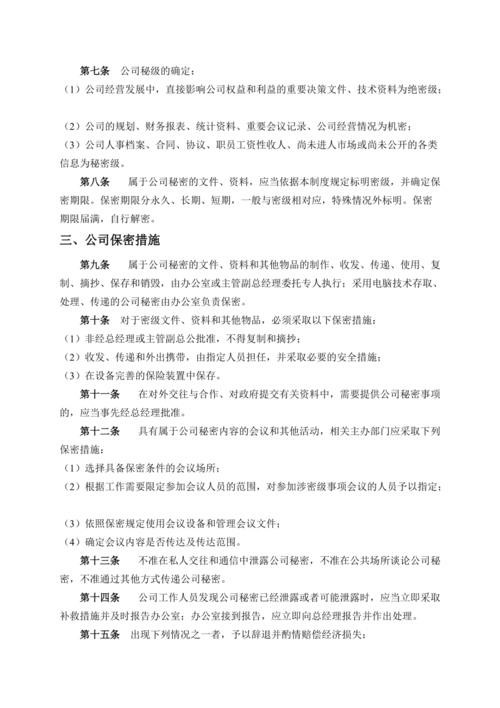 第七条　公司秘级的确定：
（1）公司经营发展中，直接影响公司权益和利益的重要决策文件、技术资料为绝密级；
（2）公司的规划、财务报表、统计资料、重要会议记录、公司经营情况为机密；
（3）公司人事档案、合同、协议、职员工资性收人、尚未进人市场或尚未公开的各类
信息为秘密级。
第八条　属于公司秘密的文件、资料，应当依据本制度规定标明密级，并确定保
密期限。保密期限分永久、长期、短期，一般与密级相对应，特殊情况外标明。保密
期限届满，自行解密。
三、公司保密措施
第九条　属于公司秘密的文件、资料和其他物品的制作、收发、传递、使用、复
制、摘抄、保存和销毁，由办公室或主管副总经理委托专人执行；采用电脑技术存取、
处理、传递的公司秘密由办公室负责保密。
第十条　对于密级文件、资料和其他物品，必须采取以下保密措施：
（1）非经总经理或主管副总公批准，不得复制和摘抄；
（2）收发、传递和外出携带，由指定人员担任，并采取必要的安全措施；
（3）在设备完善的保险装置中保存。
第十一条　在对外交往与合作、对政府提交有关资料中，需要提供公司秘密事项
的，应当事先经总经理批准。
第十二条　具有属于公司秘密内容的会议和其他活动，相关主办部门应采取下列
保密措施：
（1）选择具备保密条件的会议场所；
（2）根据工作需要限定参加会议人员的范围，对参加涉密级事项会议的人员予以指定；
（3）依照保密规定使用会议设备和管理会议文件；
（4）确定会议内容是否传达及传达范围。
第十三条　不准在私人交往和通信中泄露公司秘密，不准在公共场所谈论公司秘
密，不准通过其他方式传递公司秘密。
第十四条　公司工作人员发现公司秘密已经泄露或者可能泄露时，应当立即采取
补救措施并及时报告办公室；办公室接到报告，应立即向总经理报告并作出处理。
第十五条　出现下列情况之一者，予以辞退并酌情赔偿经济损失：